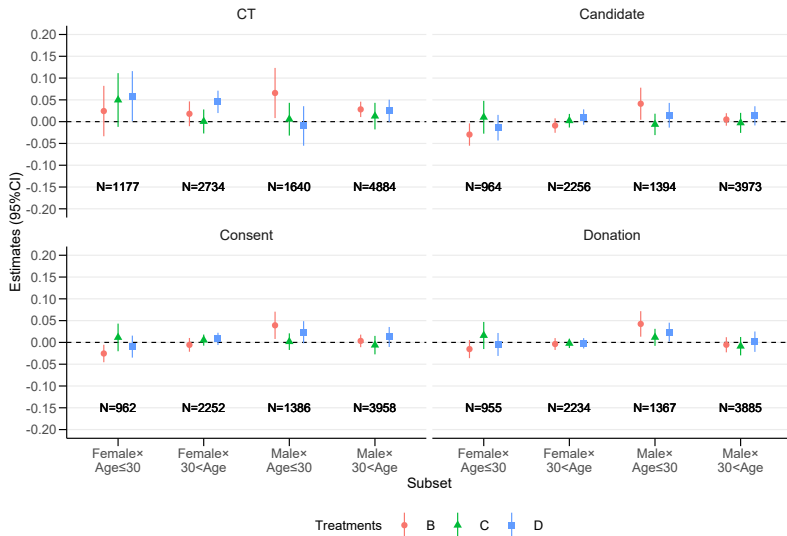 CT
Candidate
Estimates (95%CI)
0.20
0.15
0.10
0.05
0.00
-0.05
-0.10
-0.15
-0.20
N=1177 N=2734 N=1640 N=4884
N=964 N=2256 N=1394 N=3973
Consent
Donation
0.20
0.15
0.10
0.05
0.00
-0.05
-0.10
-0.15
-0.20
N=962 N=2252 N=1386 N=3958
N=955 N=2234 N=1367 N=3885
Female× Female× Male× Male× Female× Female× Male× Male×
Age≤30 30<Age Age≤30 30<Age Age≤30 30<Age Age≤30 30<Age
Subset
Treatments B C D